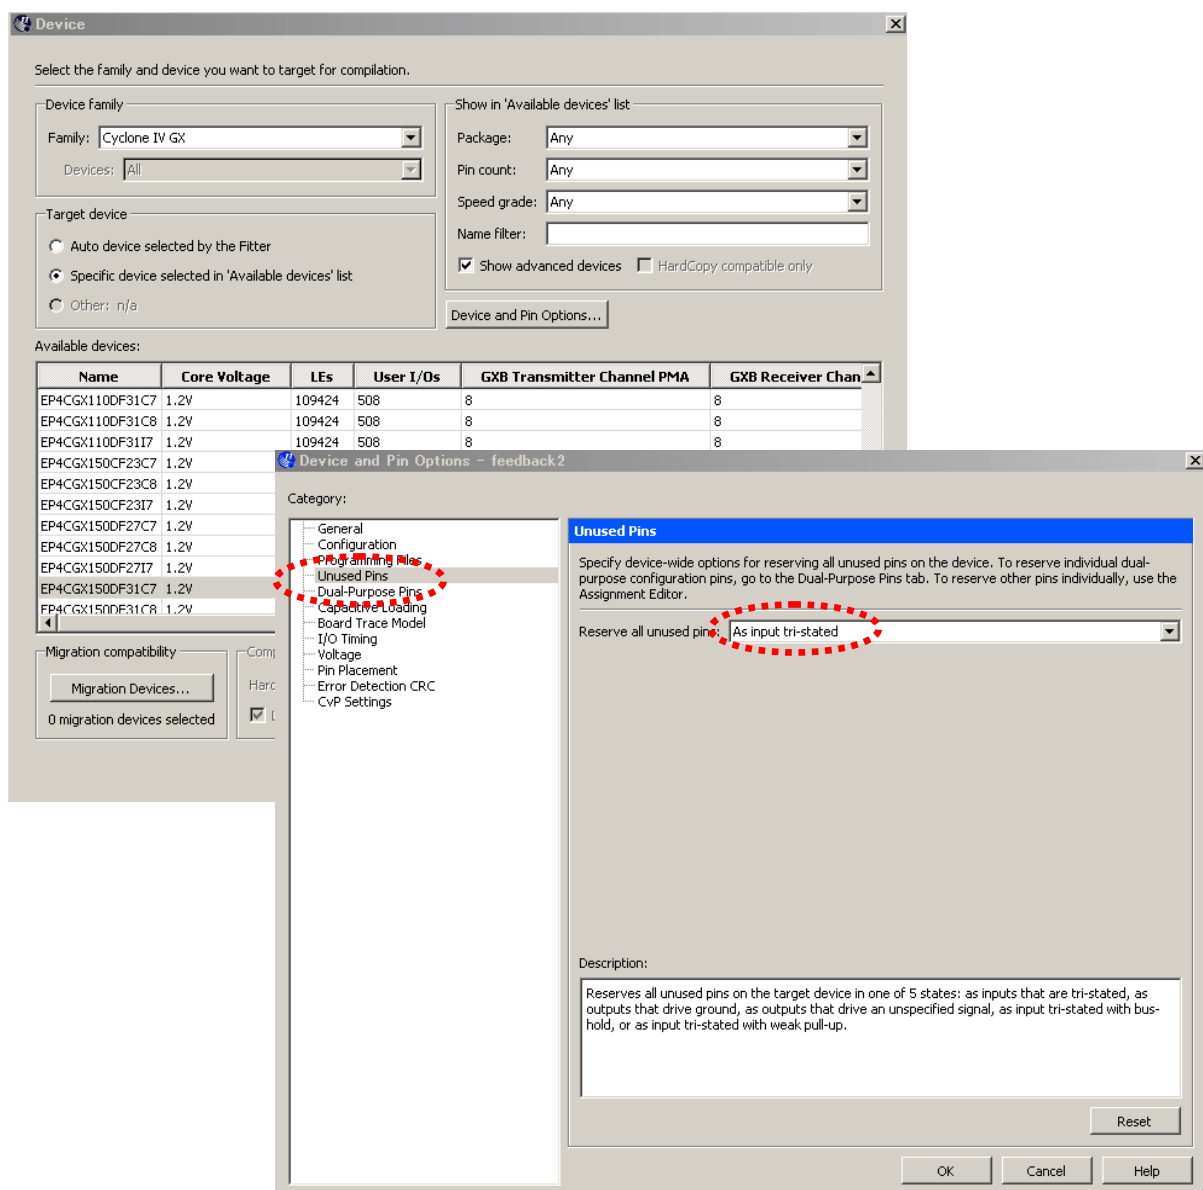 Device
Select the family and device you want to target for compilation.
Device family
Family: Cyclone IV GX
Devices: All
Target device
Auto device selected by the Fitter
Specific device selected in 'Available devices' list
Other: n/a
Show in 'Available devices' list
Package: Any
Pin count: Any
Speed grade: Any
Name filter:
Show advanced devices HardCopy compatible only
Device and Pin Options...
Available devices:
Name Core Voltage LEs User I/Os GXB Transmitter Channel PMA GXB Receiver Chan
EP4CGX110DF31C7 1.2V 109424 508 8 8
EP4CGX110DF31C8 1.2V 109424 508 8 8
EP4CGX110DF31I7 1.2V 109424 508 8 8
EP4CGX150CF23C7 1.2V
EP4CGX150CF23C8 1.2V
EP4CGX150CF23I7 1.2V
EP4CGX150DF27C7 1.2V
EP4CGX150DF27C8 1.2V
EP4CGX150DF27I7 1.2V
EP4CGX150DF31C7 1.2V
EP4CGX150DF31C8 1.2V
Migration compatibility
Migration Devices...
0 migration devices selected
Device and Pin Options - feedback2
Category:
General
Configuration
Programming Files
Unused Pins
Dual-Purpose Pins
Capacitive Loading
Board Trace Model
I/O Timing
Voltage
Pin Placement
Error Detection CRC
CvP Settings
Unused Pins
Specify device-wide options for reserving all unused pins on the device. To reserve individual dual-
purpose configuration pins, go to the Dual-Purpose Pins tab. To reserve other pins individually, use the
Assignment Editor.
Reserve all unused pins: As input tri-stated
Description:
Reserves all unused pins on the target device in one of 5 states: as inputs that are tri-stated, as
outputs that drive ground, as outputs that drive an unspecified signal, as input tri-stated with bus-
hold, or as input tri-stated with weak pull-up.
Reset
OK Cancel Help